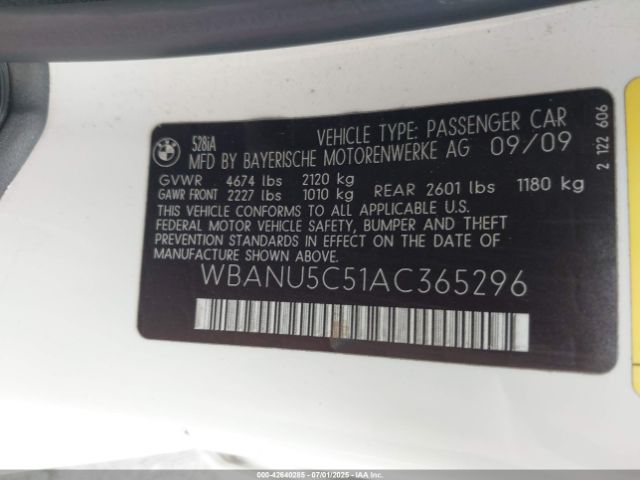 BMW
528iA
VEHICLE TYPE: PASSENGER CAR
MFD BY BAYERISCHE MOTORENWERKE AG 09/09
GVWR 4674 lbs 2120 kg
GAWR FRONT 2227 lbs 1010 kg REAR 2601 lbs 1180 kg
THIS VEHICLE CONFORMS TO ALL APPLICABLE U.S.
FEDERAL MOTOR VEHICLE SAFETY, BUMPER AND THEFT
PREVENTION STANDARDS IN EFFECT ON THE DATE OF
MANUFACTURE SHOWN ABOVE.
WBANU5C51AC365296
2 122 606
000-42640285 - 07/01/2025 - Copart IAA